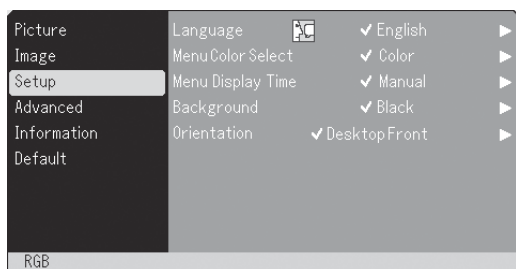 Picture
Image
Setup
Advanced
Information
Default
Language ✓ English ▶
Menu Color Select ✓ Color ▶
Menu Display Time ✓ Manual ▶
Background ✓ Black ▶
Orientation ✓ Desktop Front ▶
RGB